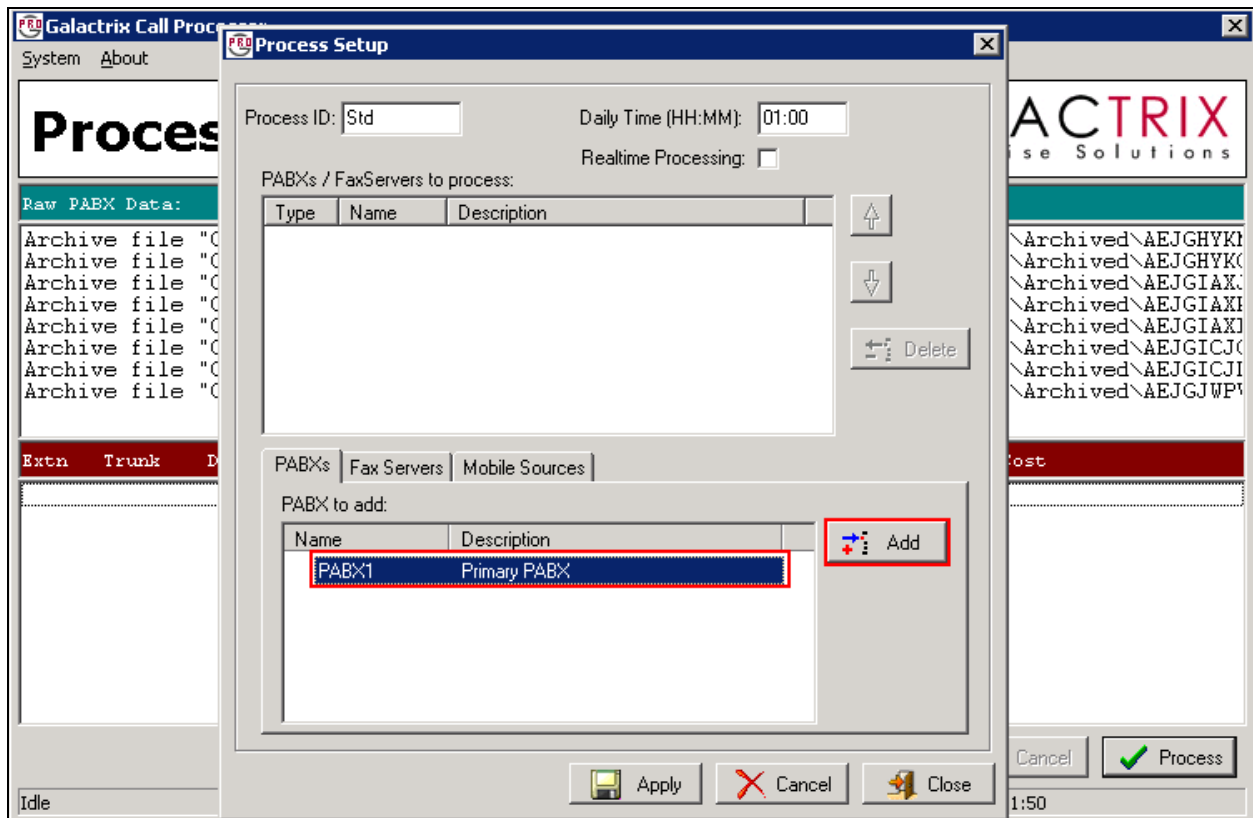 Galactrix Call Process
System About
Process Setup
Proces
ACTRIX
ise Solutions
Process ID: Std
Daily Time (HH:MM): 01:00
Realtime Processing:
PABXs / FaxServers to process:
Type Name Description
Delete
Raw PABX Data:
Archive file "C
Archive file "C
Archive file "C
Archive file "C
Archive file "C
Archive file "C
Archive file "C
Archive file "C
\Archived\AEJGHYK
\Archived\AEJGHYK
\Archived\AEJGIAXJ
\Archived\AEJGIAX
\Archived\AEJGIAX
\Archived\AEJGICJ
\Archived\AEJGICJ
\Archived\AEJGJWP
Extn Trunk D
Cost
PABXs Fax Servers Mobile Sources
PABX to add:
Name Description
PABX1 Primary PABX
Add
Apply Cancel Close
Cancel Process
Idle
1:50